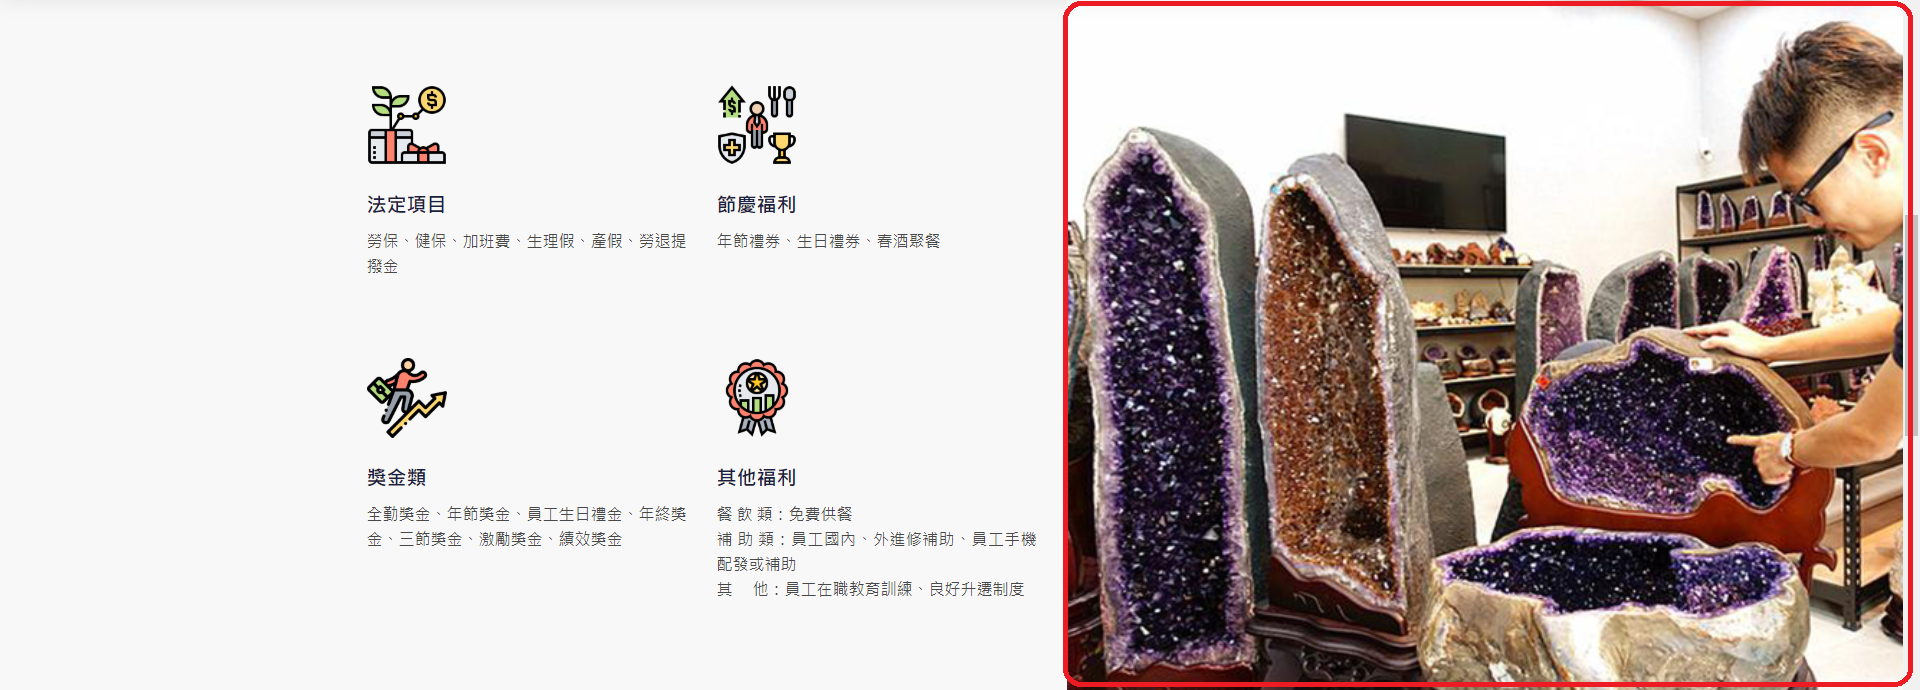 法定項目
勞保、健保、加班費、生理假、產假、勞退提
撥金
節慶福利
年節禮券、生日禮券、春酒聚餐
獎金類
全勤獎金、年節獎金、員工生日禮金、年終獎
金、三節獎金、激勵獎金、績效獎金
其他福利
餐 飲 類：免費供餐
補 助 類：員工國內、外進修補助、員工手機
配發或補助
其　 他：員工在職教育訓練、良好升遷制度